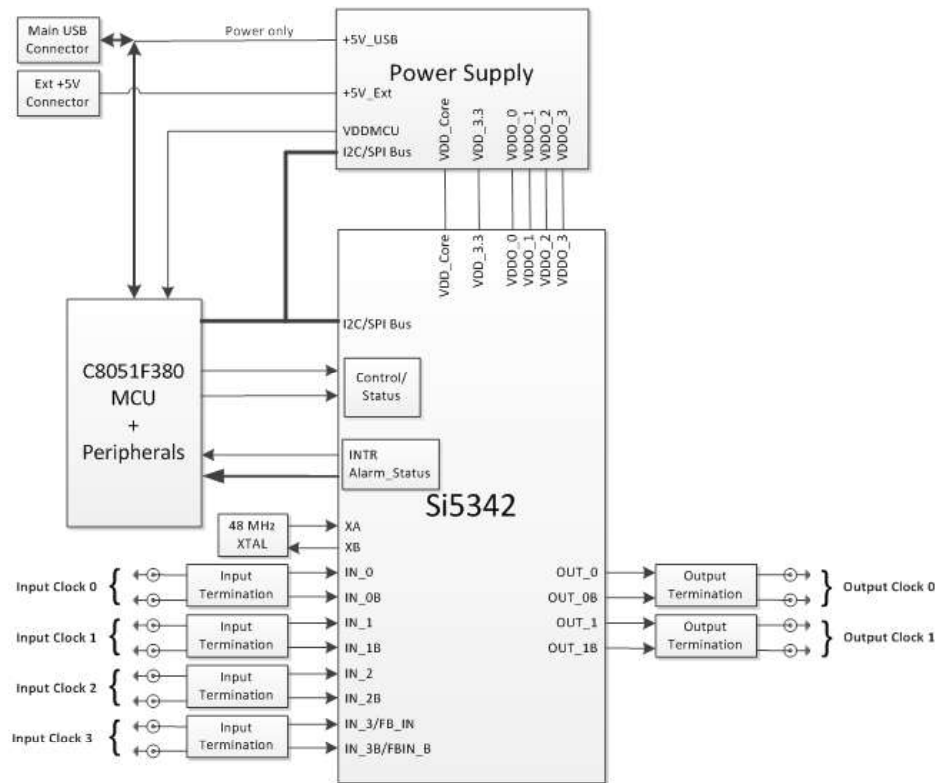 Main USB
Connector
Power only
+5V_USB
Power Supply
Ext +5V
Connector
+5V_Ext
VDDMCU
I2C/SPI Bus
VDD_Core
VDD_3.3
VDDO_0
VDDO_1
VDDO_2
VDDO_3
VDD_Core
VDD_3.3
VDDO_0
VDDO_1
VDDO_2
VDDO_3
C8051F380
MCU
+
Peripherals
I2C/SPI Bus
Control/
Status
INTR
Alarm_Status
Si5342
48 MHz
XTAL
XA
XB
Input Clock 0
{
Input
Termination
IN_0
IN_0B
Input Clock 1
{
Input
Termination
IN_1
IN_1B
Input Clock 2
{
Input
Termination
IN_2
IN_2B
Input Clock 3
{
Input
Termination
IN_3/FB_IN
IN_3B/FBIN_B
OUT_0
OUT_0B
Output
Termination
}
Output Clock 0
OUT_1
OUT_1B
Output
Termination
}
Output Clock 1